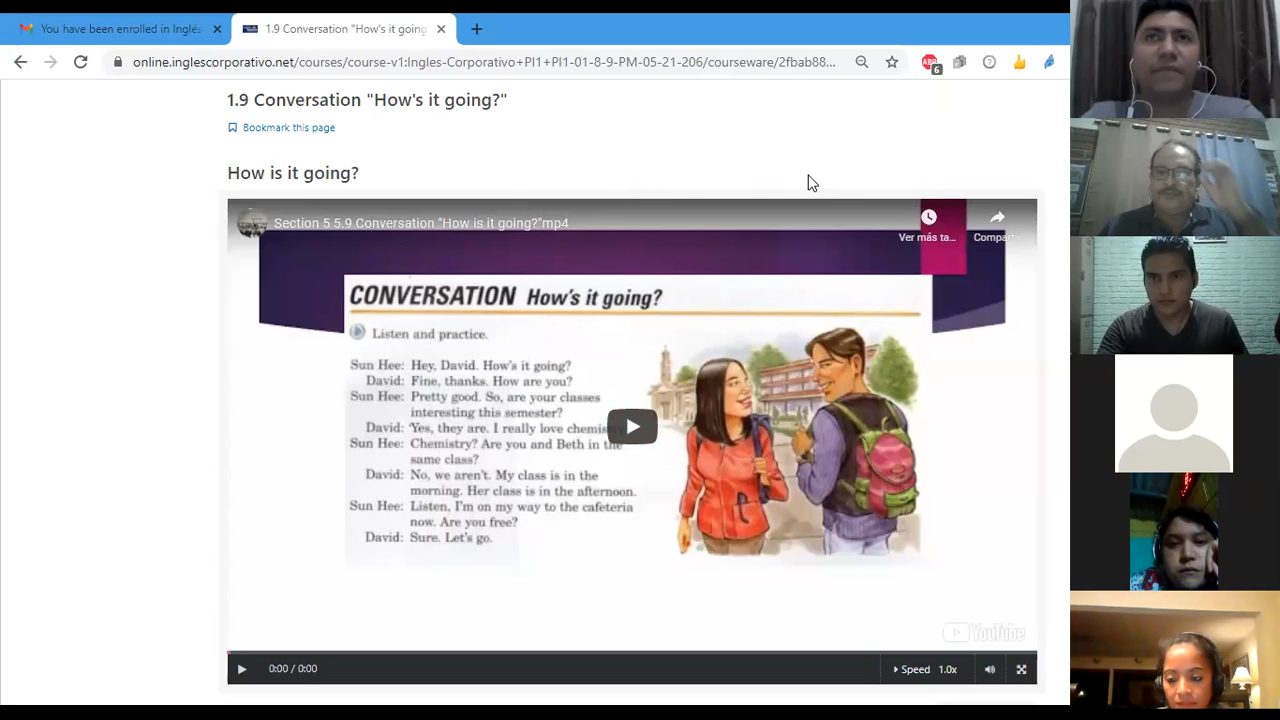 You have been enrolled in Inglés
1.9 Conversation "How's it going
online.inglescorporativo.net/courses/course-v1:Ingles-Corporativo+PI1+PI1-01-8-9-PM-05-21-206/courseware/2fbab88...
ABP
6
1.9 Conversation "How's it going?"
Bookmark this page
How is it going?
Section 5 5.9 Conversation "How is it going?"mp4
Ver más ta...
Compartir
CONVERSATION How's it going?
Listen and practice.
Sun Hee: Hey, David. How's it going?
David: Fine, thanks. How are you?
Sun Hee: Pretty good. So, are your classes
interesting this semester?
David: Yes, they are. I really love chemis
Sun Hee: Chemistry? Are you and Beth in the
same class?
David: No, we aren't. My class is in the
morning. Her class is in the afternoon.
Sun Hee: Listen, I'm on my way to the cafeteria
now. Are you free?
David: Sure. Let's go.
YouTube
0:00 / 0:00
Speed 1.0x